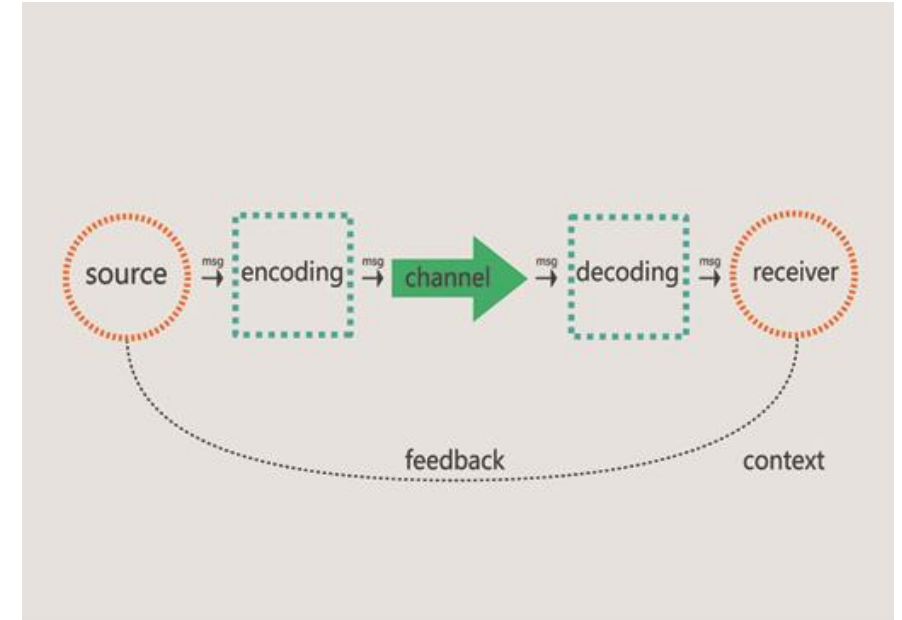 msg msg msg msg
source encoding channel decoding receiver
feedback context